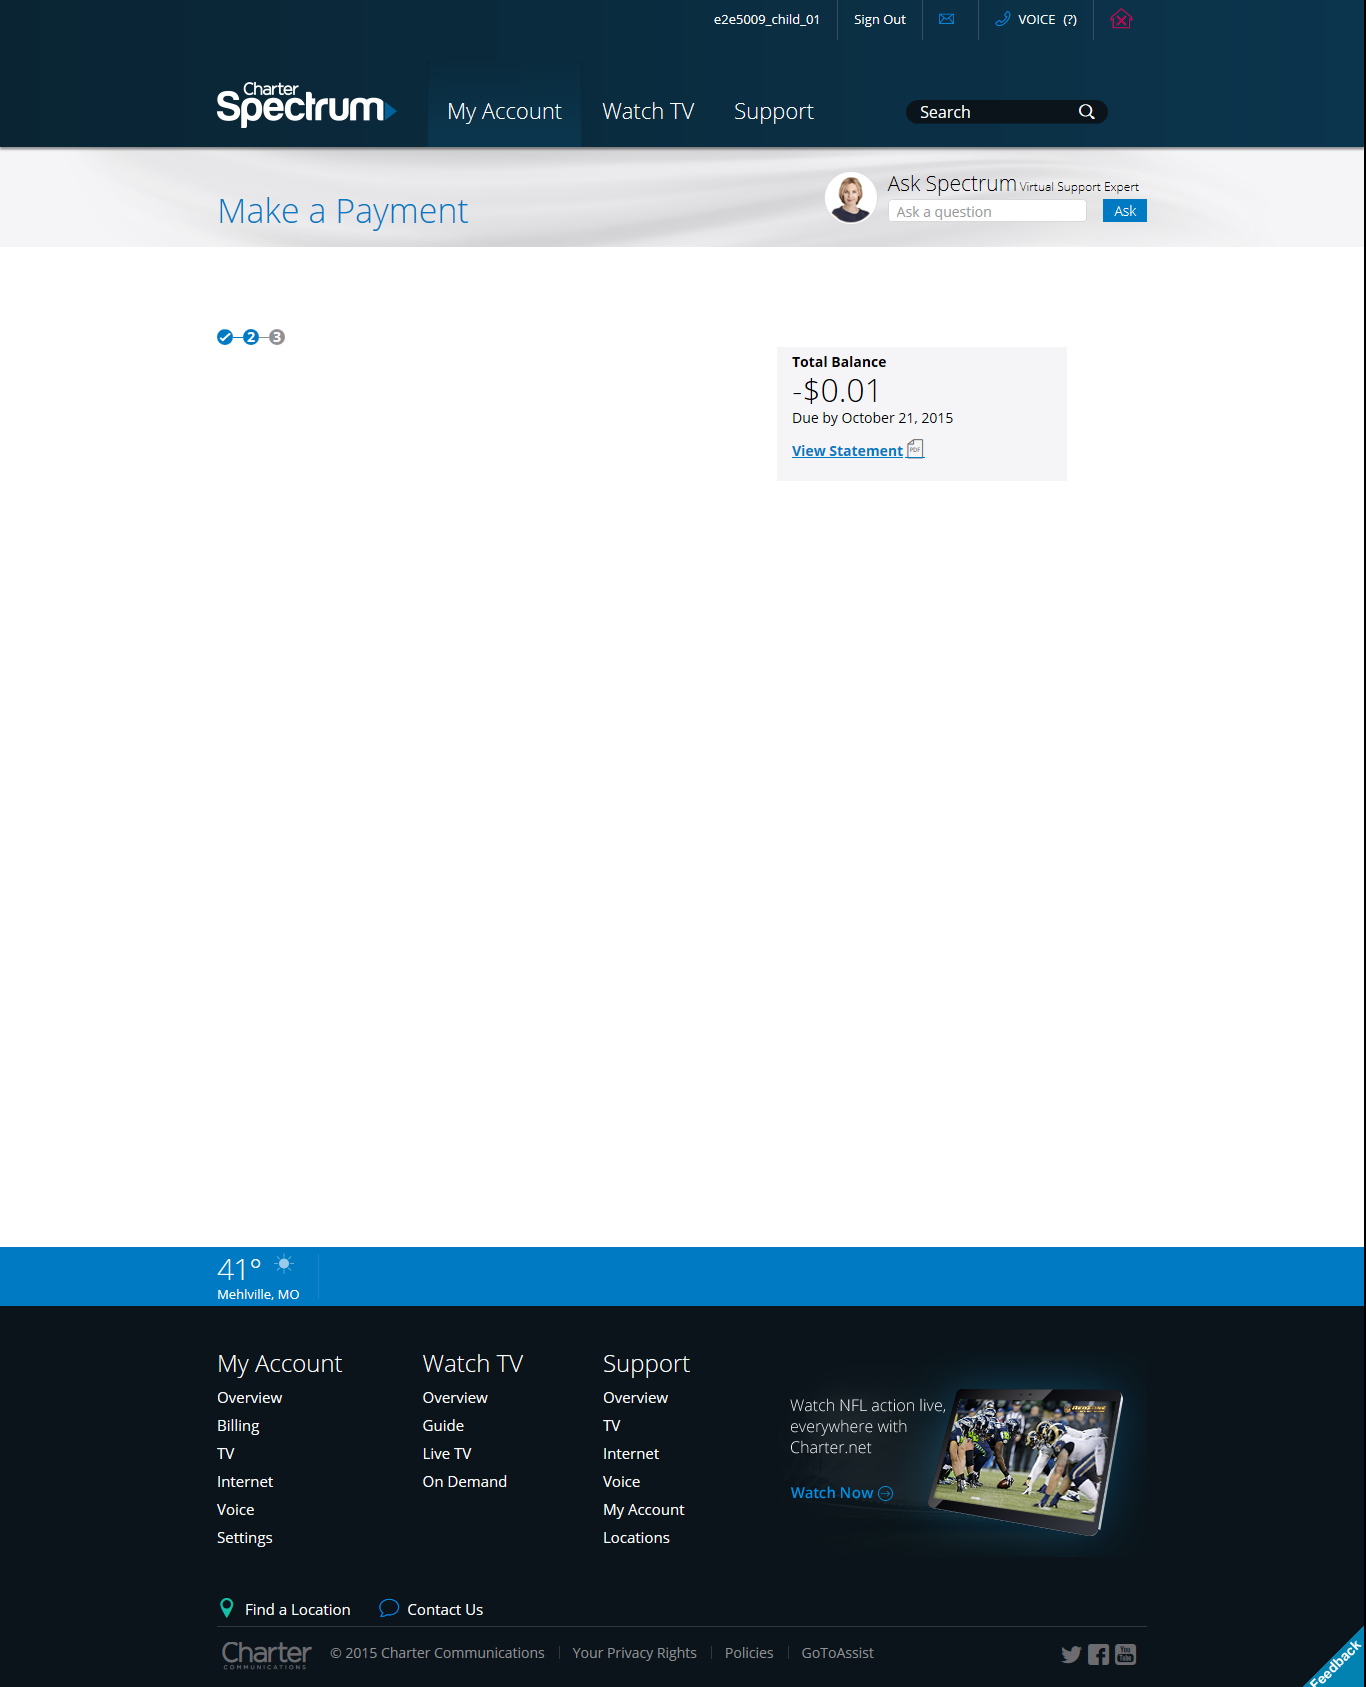 e2e5009_child_01
Sign Out
VOICE (?)
Charter
Spectrum
My Account
Watch TV
Support
Search
Make a Payment
Ask Spectrum Virtual Support Expert
Ask a question
Ask
2 3
Total Balance
-$0.01
Due by October 21, 2015
View Statement PDF
41°
Mehlville, MO
My Account
Overview
Billing
TV
Internet
Voice
Settings
Watch TV
Overview
Guide
Live TV
On Demand
Support
Overview
TV
Internet
Voice
My Account
Locations
Watch NFL action live,
everywhere with
Charter.net
Watch Now
Find a Location
Contact Us
Charter
COMMUNICATIONS
© 2015 Charter Communications
Your Privacy Rights
Policies
GoToAssist
You
Tube
Feedback